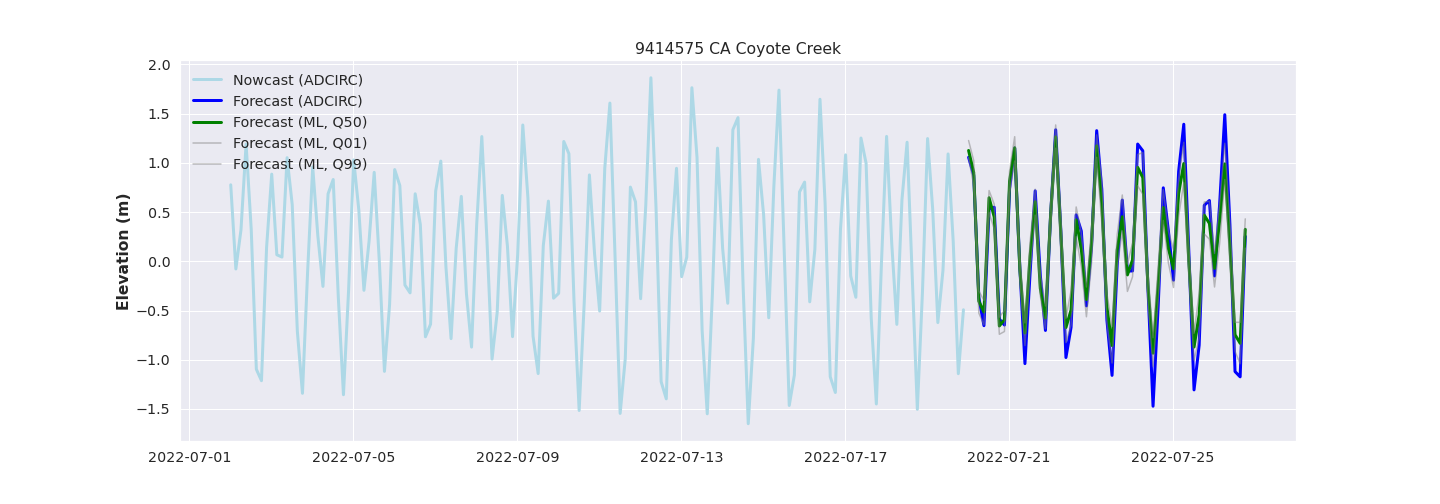 9414575 CA Coyote Creek
Elevation (m)
2.0
1.5
1.0
0.5
0.0
−0.5
−1.0
−1.5
Nowcast (ADCIRC)
Forecast (ADCIRC)
Forecast (ML, Q50)
Forecast (ML, Q01)
Forecast (ML, Q99)
2022-07-01 2022-07-05 2022-07-09 2022-07-13 2022-07-17 2022-07-21 2022-07-25